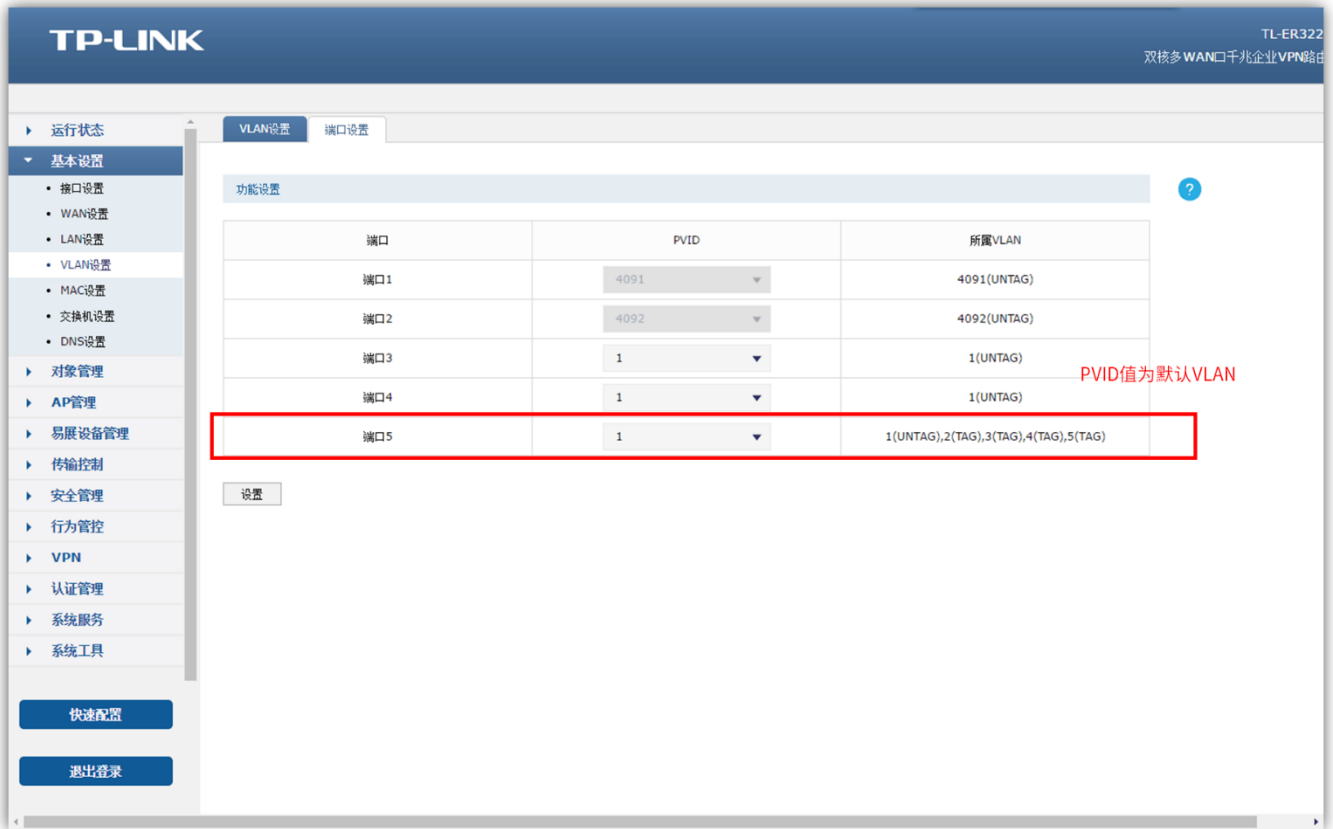 TP-LINK
TL-ER322
双核多WAN口千兆企业VPN路由
运行状态
基本设置
接口设置
WAN设置
LAN设置
VLAN设置
MAC设置
交换机设置
DNS设置
对象管理
AP管理
易展设备管理
传输控制
安全管理
行为管控
VPN
认证管理
系统服务
系统工具
快速配置
退出登录
VLAN设置 端口设置
功能设置
?
端口 PVID 所属VLAN
端口1 4091 4091(UNTAG)
端口2 4092 4092(UNTAG)
端口3 1 1(UNTAG)
PVID值为默认VLAN
端口4 1 1(UNTAG)
端口5 1 1(UNTAG),2(TAG),3(TAG),4(TAG),5(TAG)
设置